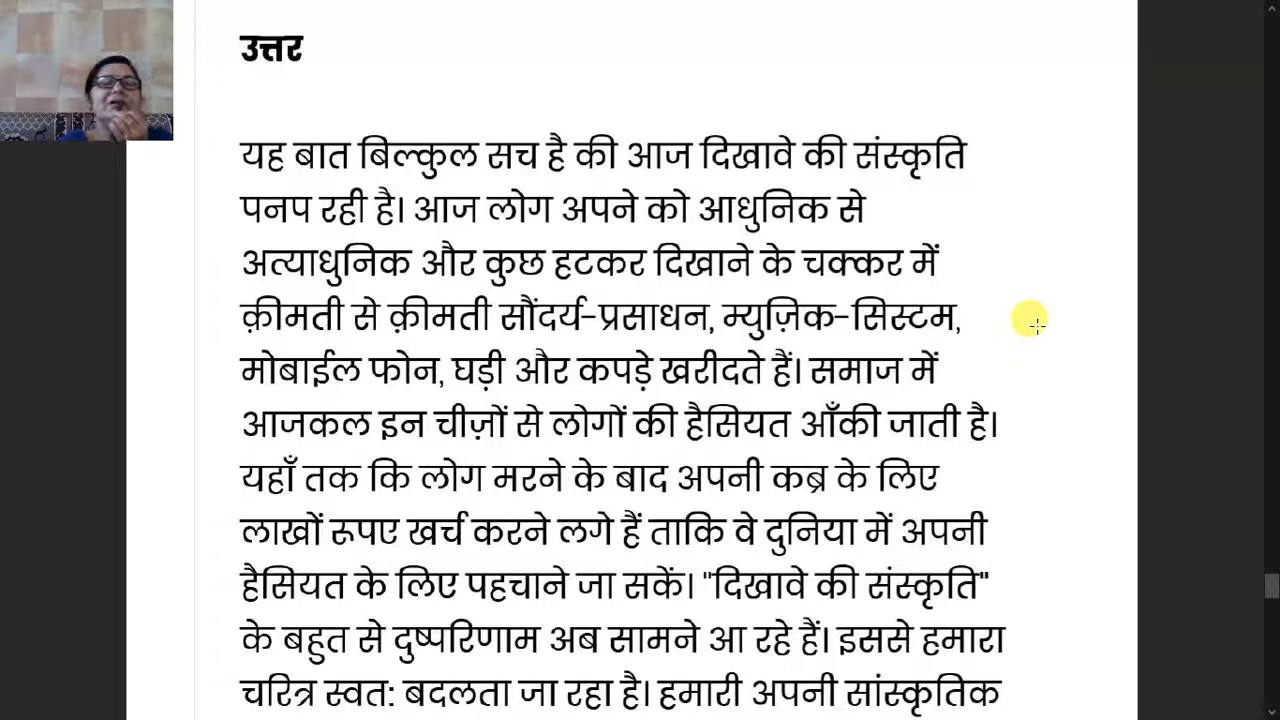 उत्तर
यह बात बिल्कुल सच है की आज दिखावे की संस्कृति
पनप रही है। आज लोग अपने को आधुनिक से
अत्याधुनिक और कुछ हटकर दिखाने के चक्कर में
क़ीमती से क़ीमती सौंदर्य-प्रसाधन, म्युज़िक-सिस्टम,
मोबाईल फोन, घड़ी और कपड़े खरीदते हैं। समाज में
आजकल इन चीज़ों से लोगों की हैसियत आँकी जाती है।
यहाँ तक कि लोग मरने के बाद अपनी कब्र के लिए
लाखों रूपए खर्च करने लगे हैं ताकि वे दुनिया में अपनी
हैसियत के लिए पहचाने जा सकें। "दिखावे की संस्कृति"
के बहुत से दुष्परिणाम अब सामने आ रहे हैं। इससे हमारा
चरित्र स्वत: बदलता जा रहा है। हमारी अपनी सांस्कृतिक